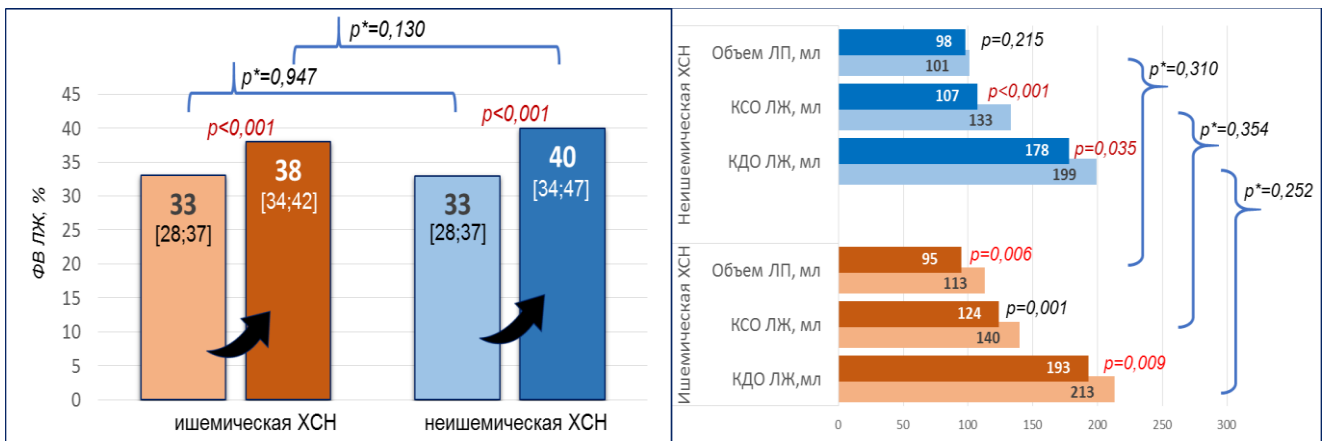 p*=0,130
p*=0,947
p<0,001
p<0,001
ФВ ЛЖ, %
45
40
35
30
25
20
15
10
5
0
33
[28;37]
38
[34;42]
33
[28;37]
40
[34;47]
ишемическая ХСН
неишемическая ХСН
Неишемическая ХСН
Объем ЛП, мл
98
p=0,215
101
КСО ЛЖ, мл
107
p<0,001
133
КДО ЛЖ, мл
178
p=0,035
199
p*=0,310
p*=0,354
p*=0,252
Ишемическая ХСН
Объем ЛП, мл
95
p=0,006
113
КСО ЛЖ, мл
124
p=0,001
140
КДО ЛЖ,мл
193
p=0,009
213
0
50
100
150
200
250
300